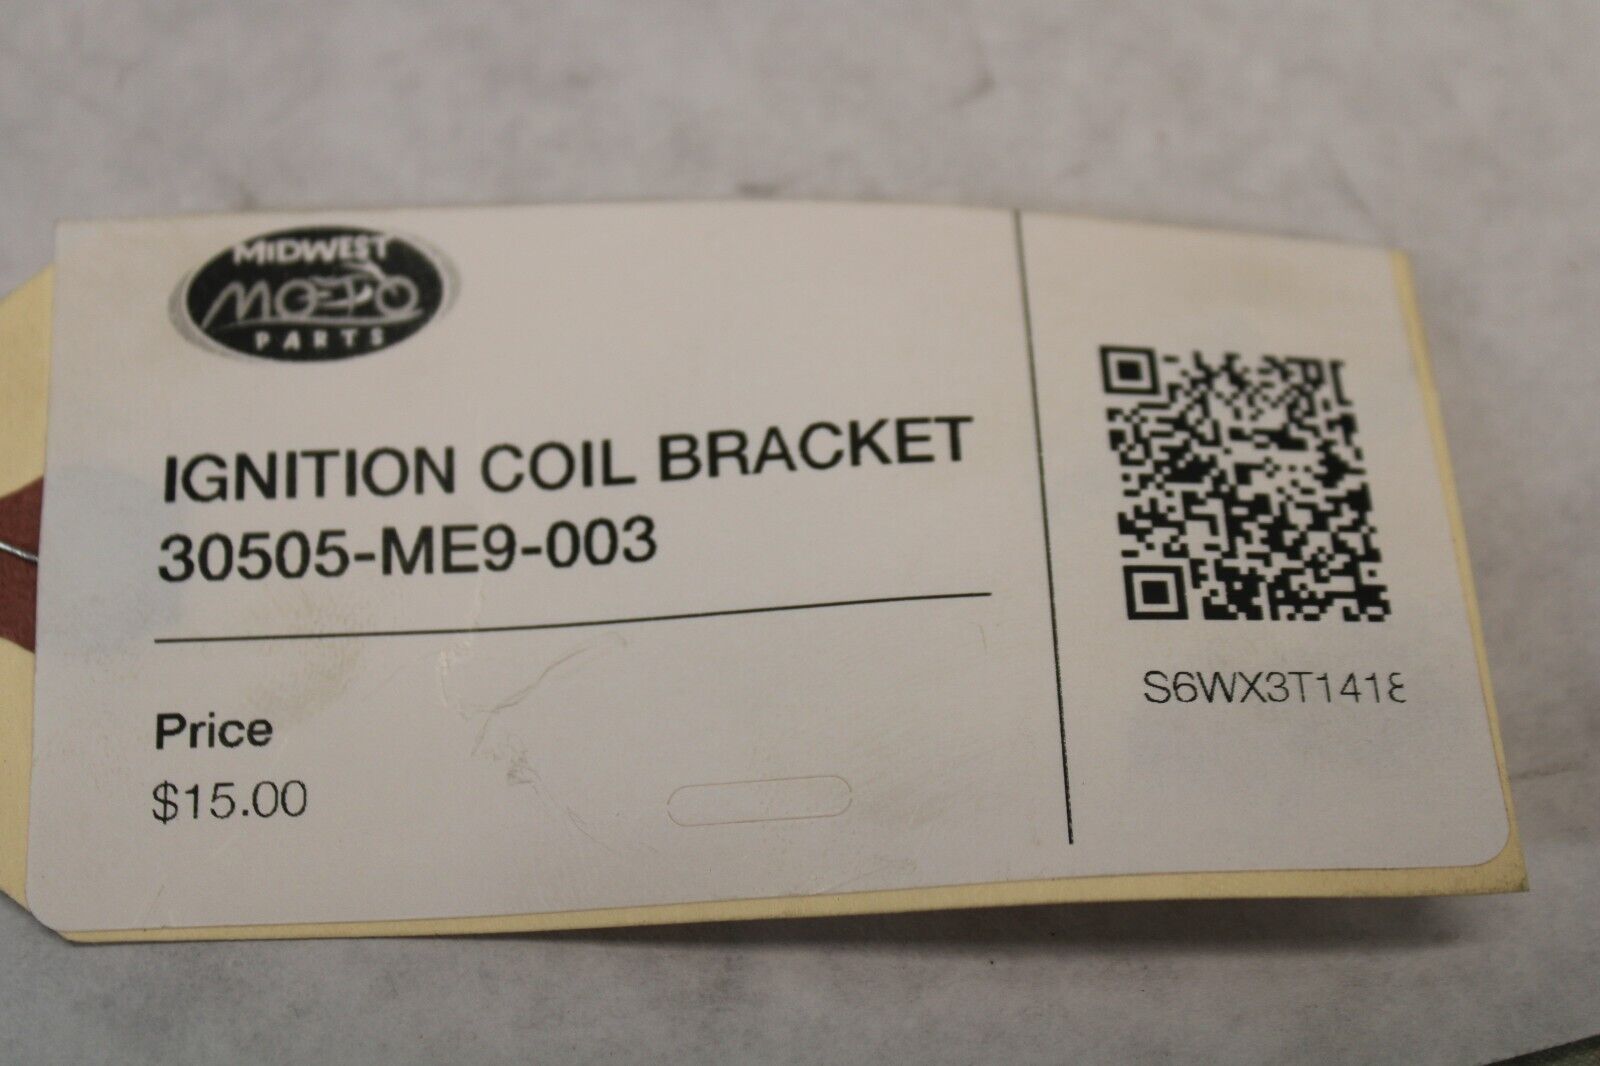 MIDWEST
MOTO
PARTS
IGNITION COIL BRACKET
30505-ME9-003
Price
$15.00
S6WX3T1418